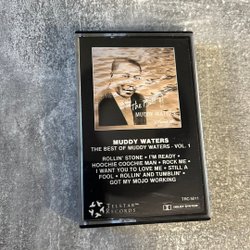 the Best of
MUDDY WATERS
MUDDY WATERS
THE BEST OF MUDDY WATERS - VOL. 1
ROLLIN' STONE • I'M READY •
HOOCHIE COOCHIE MAN • ROCK ME •
I WANT YOU TO LOVE ME • STILL A
FOOL • ROLLIN' AND TUMBLIN' •
GOT MY MOJO WORKING
TELSTAR
RECORDS
DOLBY SYSTEM